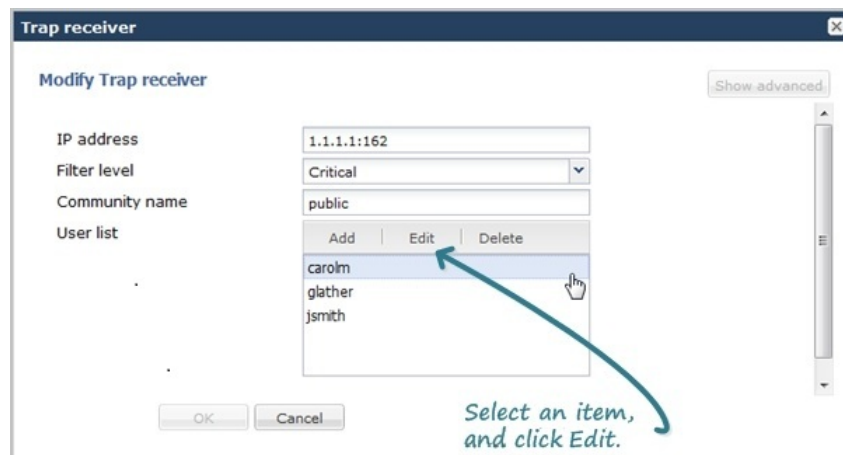 Trap receiver
Modify Trap receiver
Show advanced
IP address
1.1.1.1:162
Filter level
Critical
Community name
public
User list
Add Edit Delete
carolm
glather
jsmith
OK Cancel
Select an item,
and click Edit.